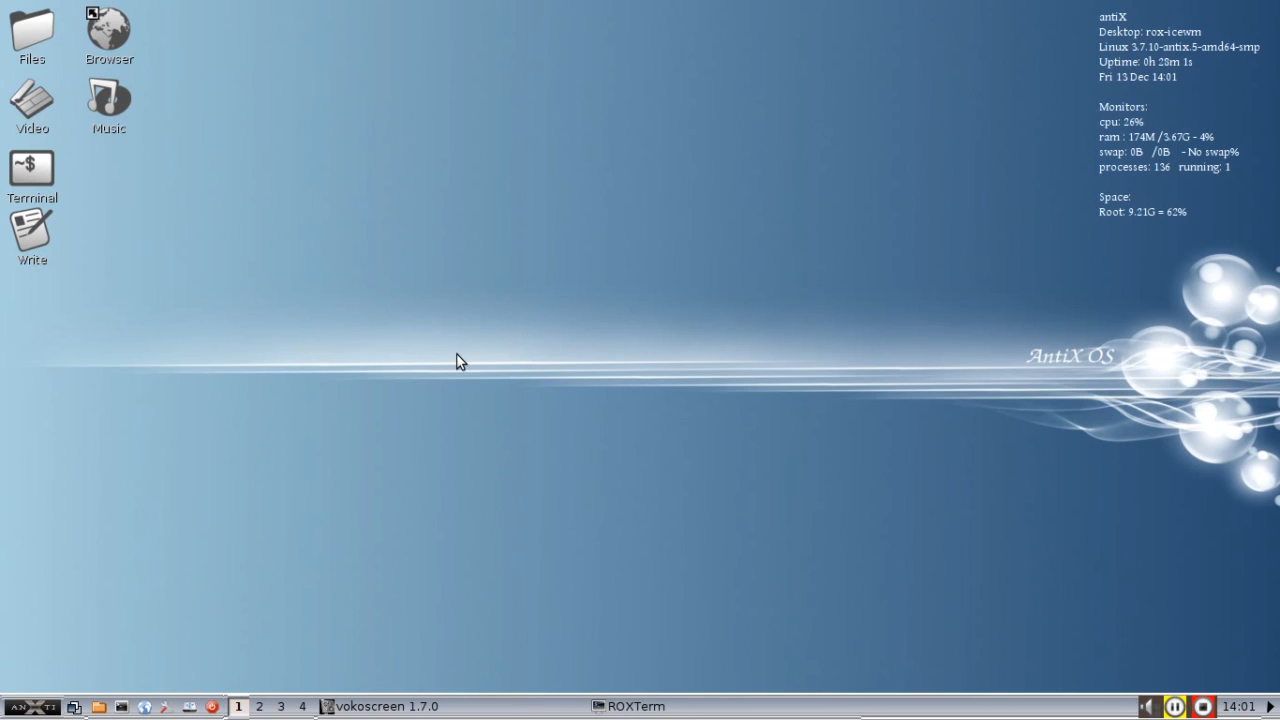 Files
Browser
Video
Music
~$
Terminal
Write
antiX
Desktop: rox-icewm
Linux 3.7.10-antix.5-amd64-smp
Uptime: 0h 28m 1s
Fri 13 Dec 14:01
Monitors:
cpu: 26%
ram : 174M /3.67G - 4%
swap: 0B /0B - No swap%
processes: 136 running: 1
Space:
Root: 9.21G = 62%
AntiX OS
ANTI X 1 2 3 4 vokoscreen 1.7.0 ROXTerm 14:01